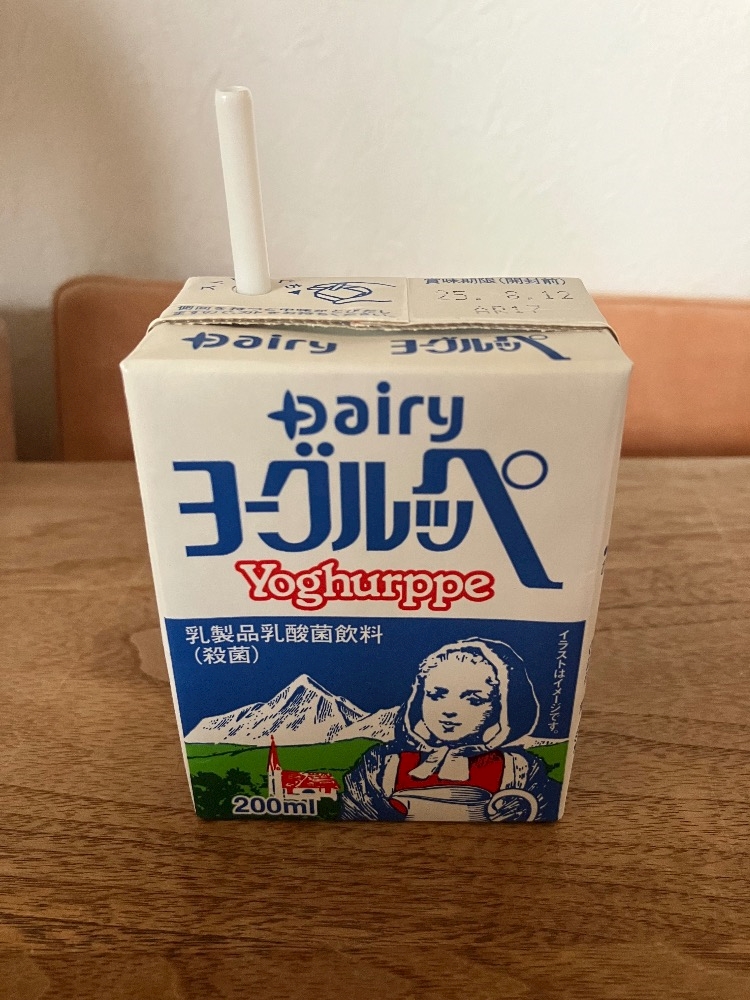 賞味期限(開封前)
25. 8.12
AR17
Dairy ヨーグルッペ
Dairy
ヨーグルッペ
Yoghurppe
乳製品乳酸菌飲料
(殺菌)
イラストはイメージです。
200ml